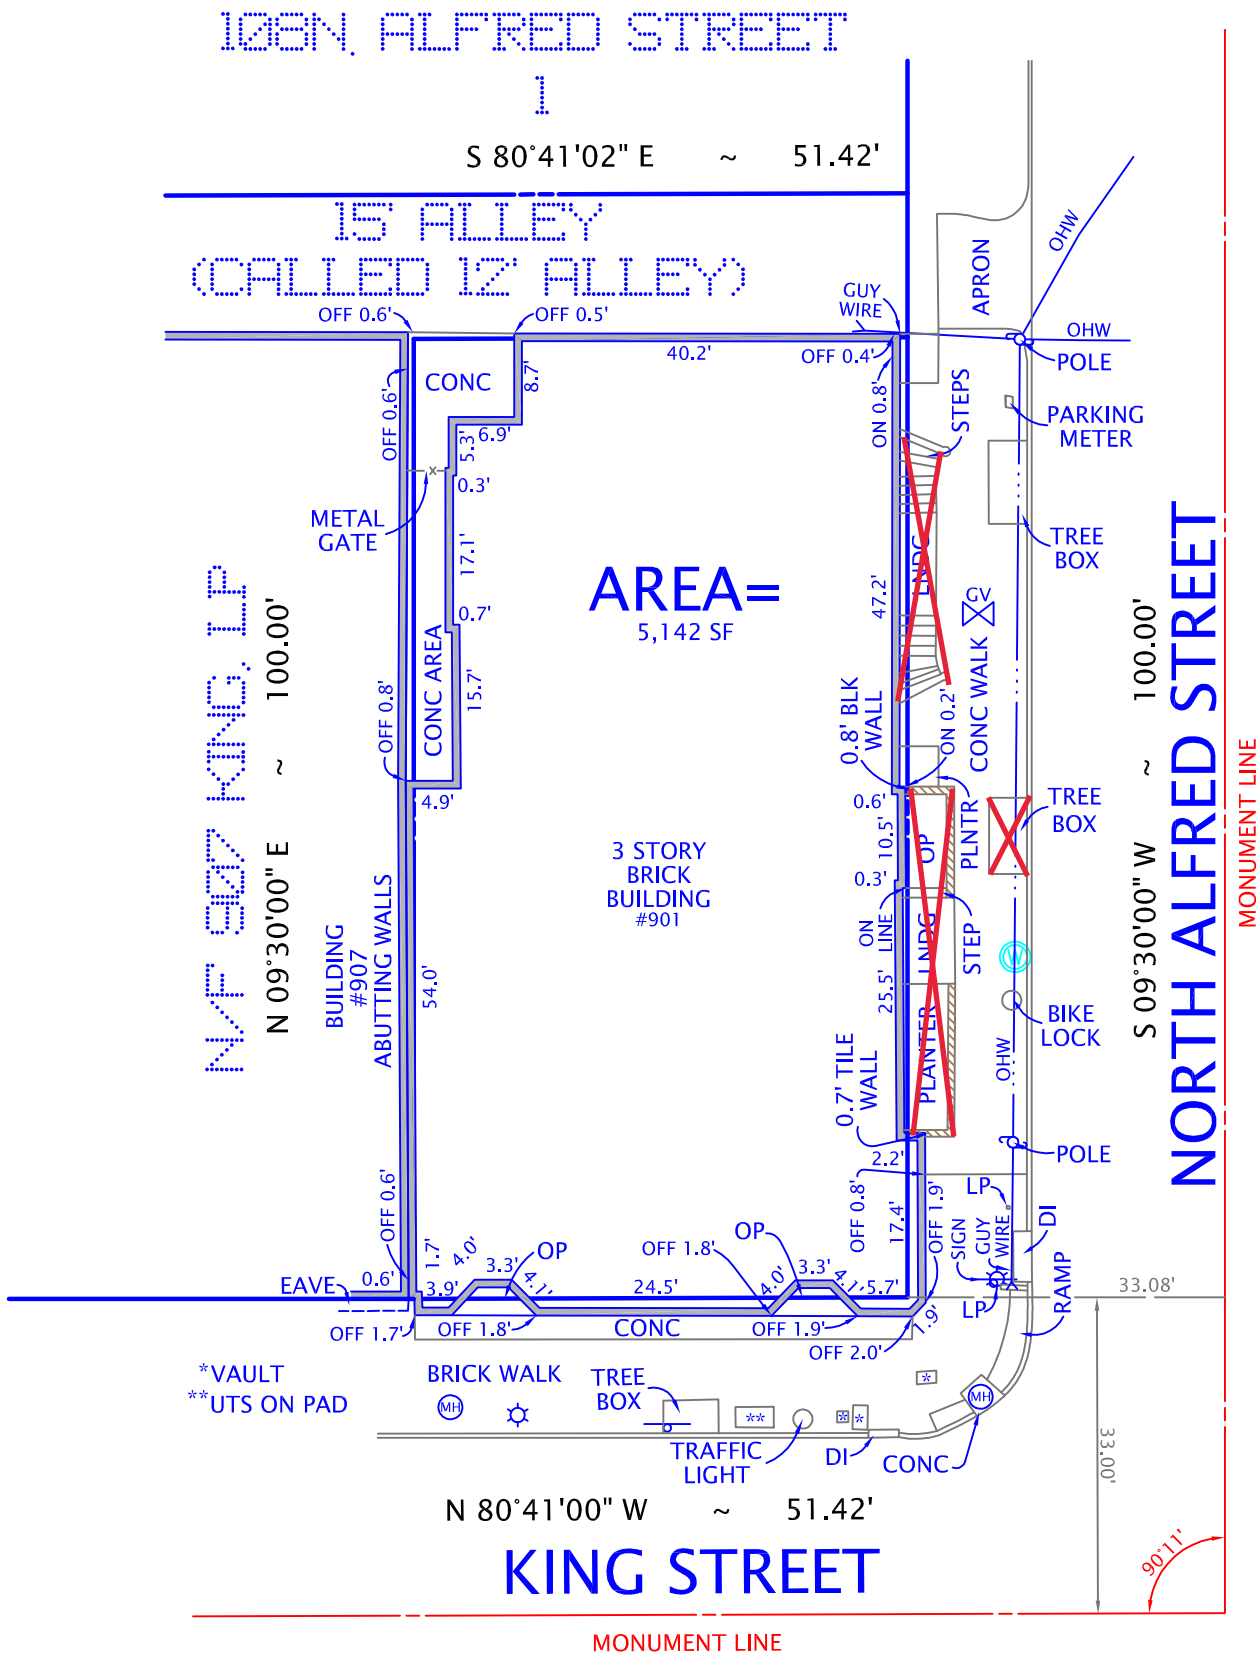 108N. ALFRED STREET
1
S 80°41'02" E ~ 51.42'
15' ALLEY
(CALLED 12' ALLEY)
OFF 0.6'
OFF 0.5'
GUY
WIRE
APRON
OHW
OHW
POLE
40.2'
OFF 0.4'
CONC
8.7'
OFF 0.6'
ON 0.8'
STEPS
PARKING
METER
6.9'
5.3'
x
0.3'
METAL
GATE
17.1'
LNDG
TREE
BOX
AREA=
5,142 SF
47.2'
GV
0.7'
CONC AREA
15.7'
OFF 0.8'
CONC WALK
0.8' BLK
WALL
ON 0.2'
4.9'
0.6'
10.5'
OP
PLNTR
TREE
BOX
N/F 907 KING, LP
N 09°30'00" E ~ 100.00'
S 09°30'00" W ~ 100.00'
NORTH ALFRED STREET
MONUMENT LINE
3 STORY
BRICK
BUILDING
#901
0.3'
ON
LINE
LNDG
STEP
W
BUILDING
#907
ABUTTING WALLS
54.0'
25.5'
BIKE
LOCK
PLANTER
OHW
0.7' TILE
WALL
POLE
2.2'
OFF 0.6'
OFF 0.8'
17.4'
OFF 1.9'
LP
SIGN
GUY
WIRE
DI
RAMP
1.7'
4.0'
3.3'
OP
4.1'
24.5'
OFF 1.8'
OP
4.0'
3.3'
4.1'
5.7'
EAVE
0.6'
3.9'
33.08'
LP
OFF 1.7'
OFF 1.8'
CONC
OFF 1.9'
1.9'
OFF 2.0'
*VAULT
**UTS ON PAD
BRICK WALK
MH
TREE
BOX
**
*
*
*
MH
TRAFFIC
LIGHT
DI
CONC
33.00'
N 80°41'00" W ~ 51.42'
KING STREET
90°11'
MONUMENT LINE